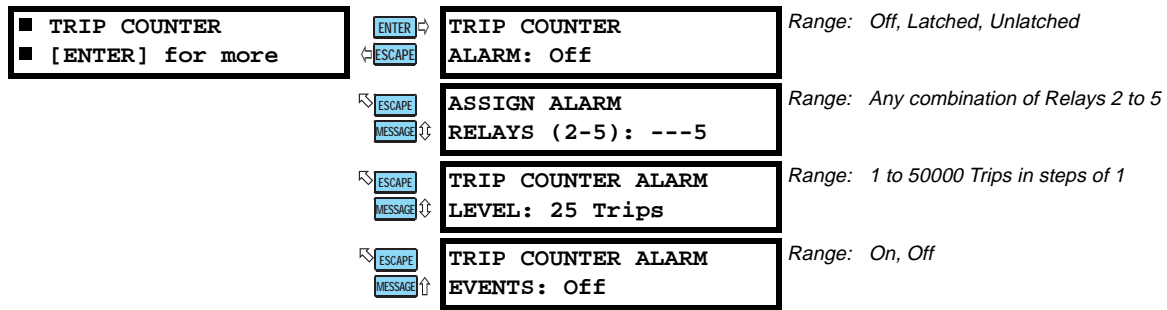 ■ TRIP COUNTER
■ [ENTER] for more
ENTER ⇨ TRIP COUNTER Range: Off, Latched, Unlatched
⇦ ESCAPE ALARM: Off
ESCAPE ASSIGN ALARM Range: Any combination of Relays 2 to 5
MESSAGE RELAYS (2-5): ---5
ESCAPE TRIP COUNTER ALARM Range: 1 to 50000 Trips in steps of 1
MESSAGE LEVEL: 25 Trips
ESCAPE TRIP COUNTER ALARM Range: On, Off
MESSAGE EVENTS: Off